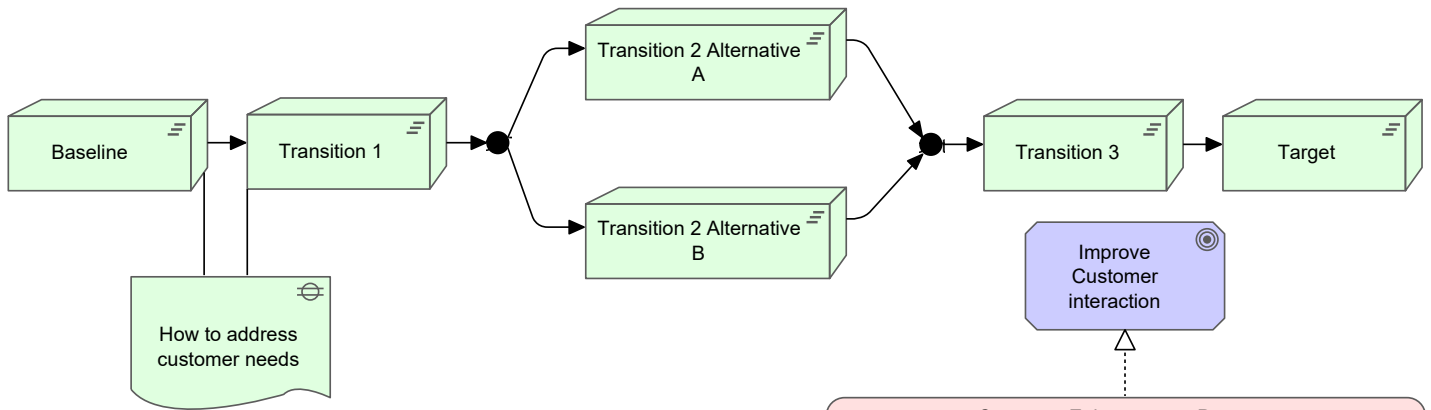 Transition 2 Alternative
A
Baseline
Transition 1
Transition 3
Target
Transition 2 Alternative
B
Improve
Customer
interaction
How to address
customer needs